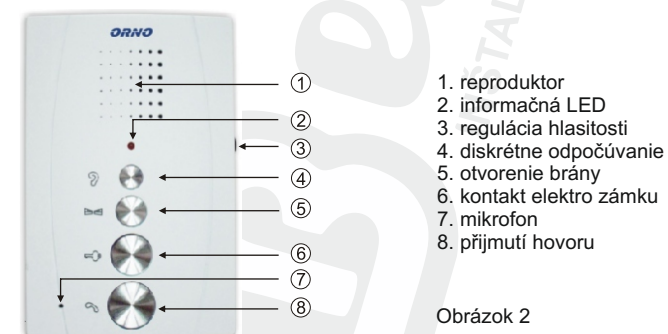 ORNO
1
2
3
4
5
6
7
8
1. reproduktor
2. informačná LED
3. regulácia hlasitosti
4. diskrétne odpočúvanie
5. otvorenie brány
6. kontakt elektro zámku
7. mikrofon
8. přijmutí hovoru
Obrázok 2